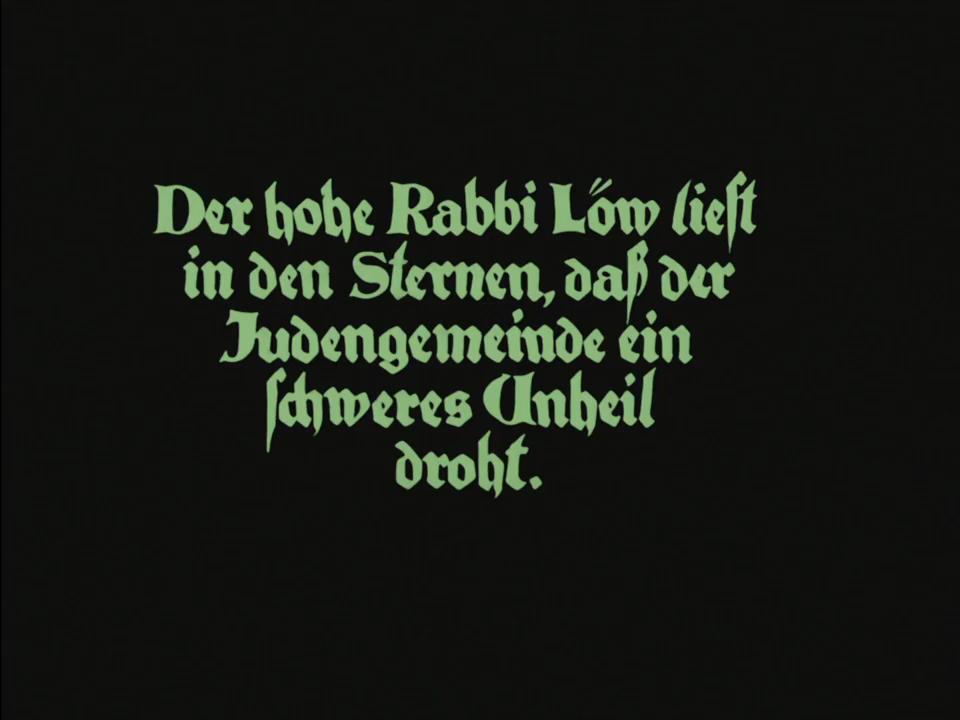 Der hohe Rabbi Löw lieſt
in den Sternen, daß der
Judengemeinde ein
ſchweres Unheil
droht.